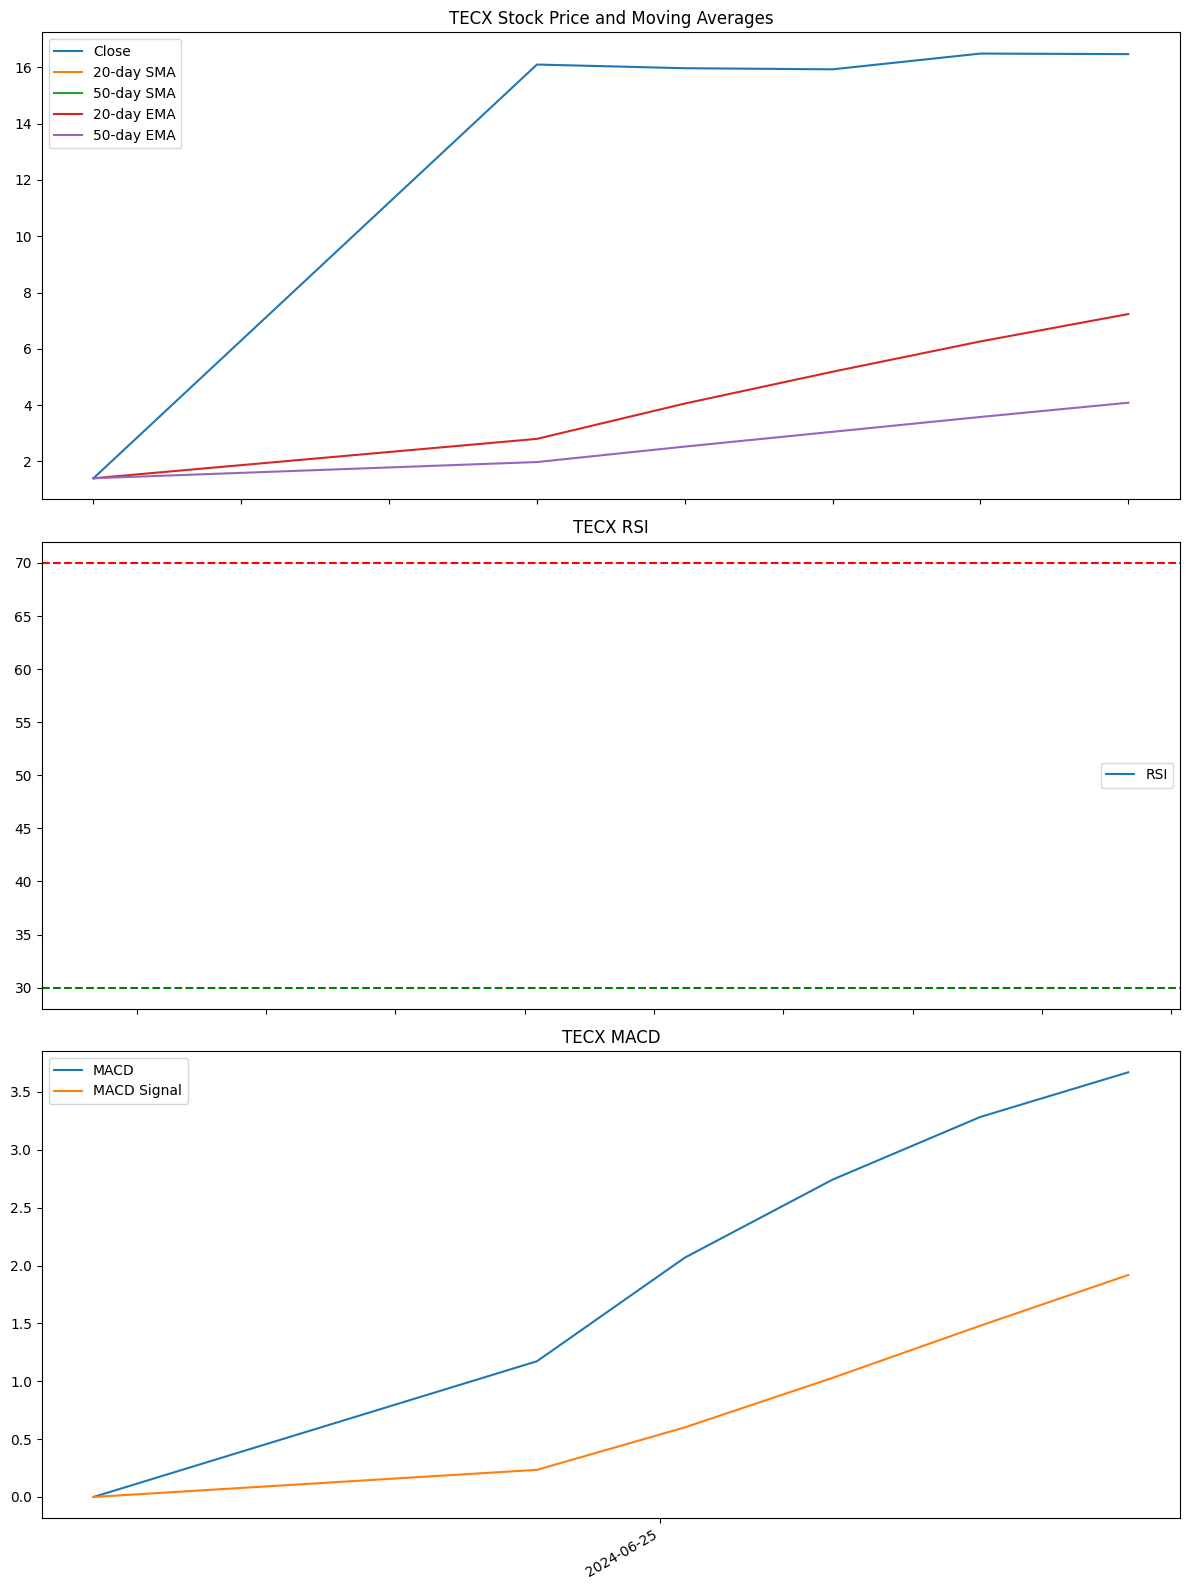 TECX Stock Price and Moving Averages
Close
20-day SMA
50-day SMA
20-day EMA
50-day EMA
16
14
12
10
8
6
4
2
TECX RSI
70
65
60
55
50
45
40
35
30
RSI
TECX MACD
MACD
MACD Signal
3.5
3.0
2.5
2.0
1.5
1.0
0.5
0.0
2024-06-25